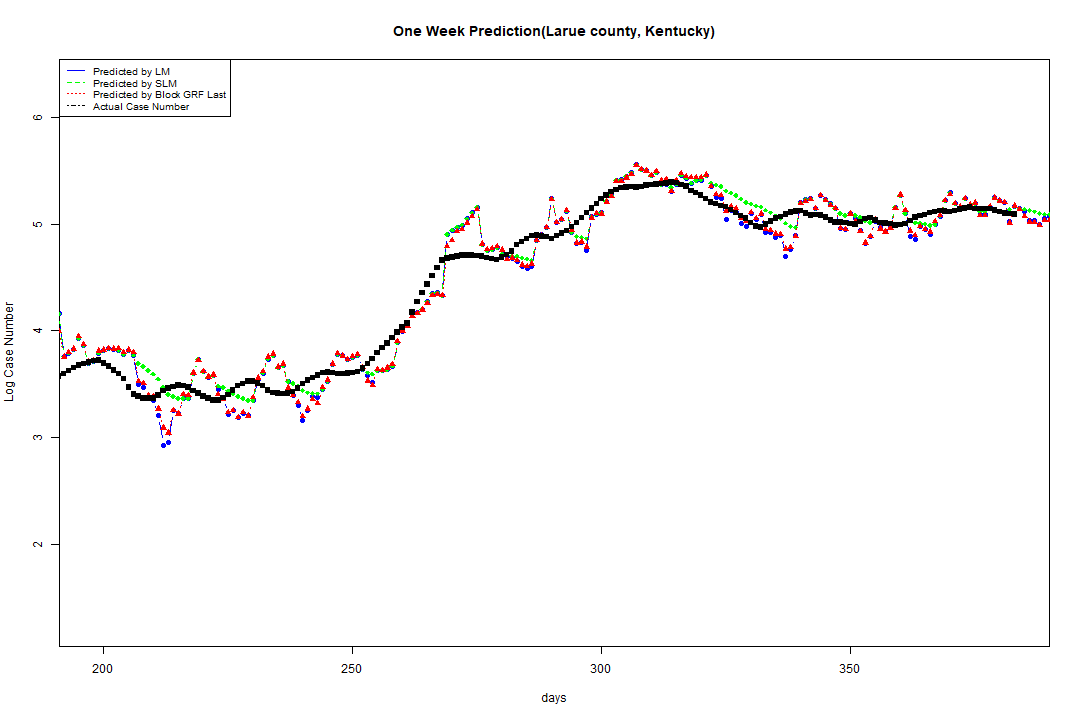 One Week Prediction(Larue county, Kentucky)
Predicted by LM
Predicted by SLM
Predicted by Block GRF Last
Actual Case Number
6
5
4
3
2
Log Case Number
200
250
300
350
days